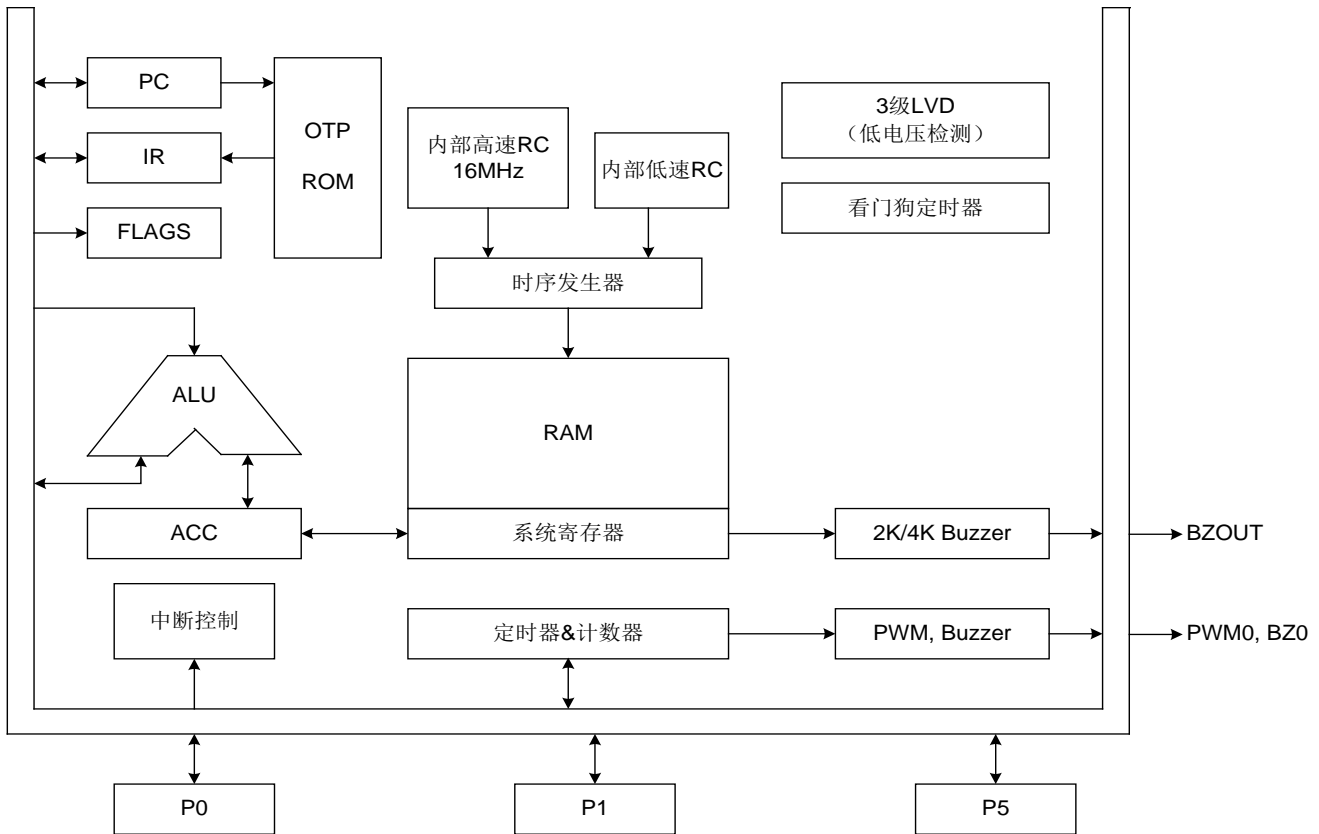 PC
IR
FLAGS
OTP
ROM
内部高速RC
16MHz
内部低速RC
3级LVD
（低电压检测）
看门狗定时器
时序发生器
ALU
RAM
ACC
系统寄存器
2K/4K Buzzer
BZOUT
中断控制
定时器&计数器
PWM, Buzzer
PWM0, BZ0
P0
P1
P5